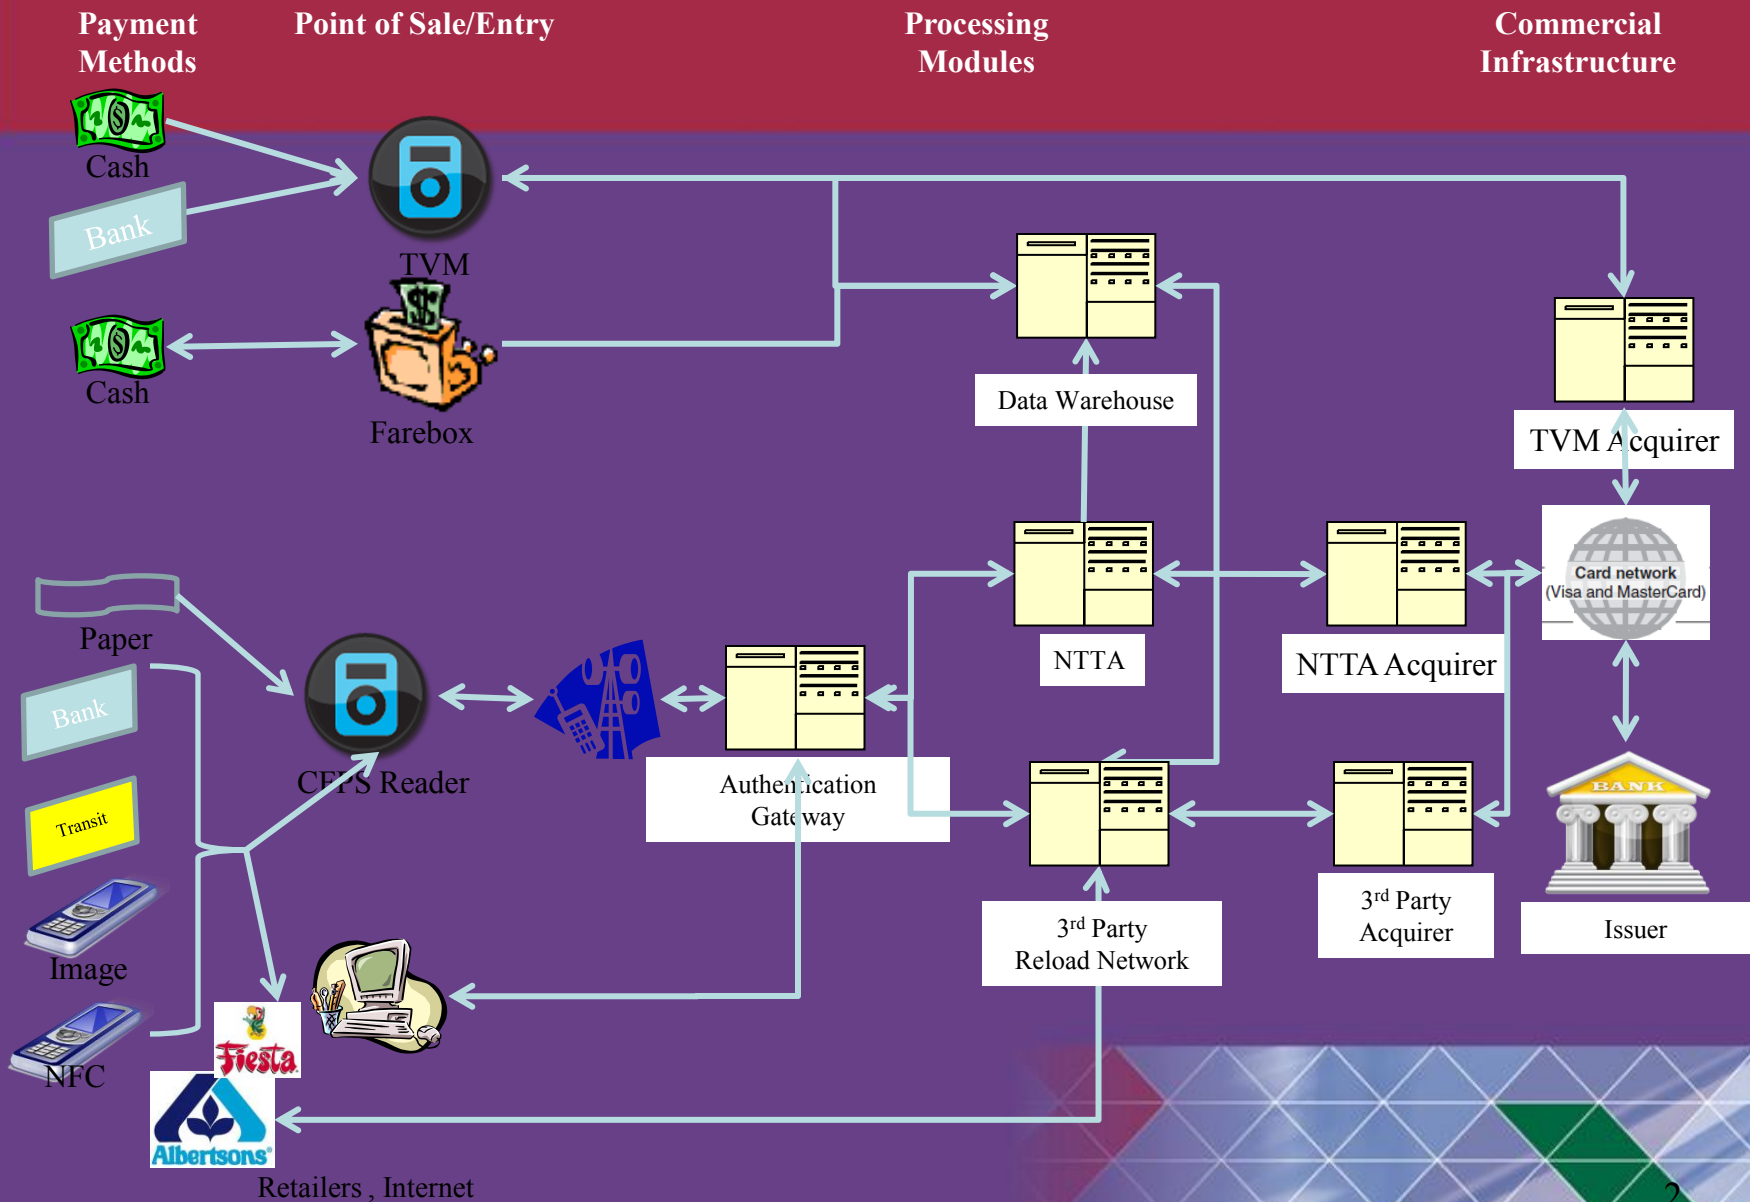 Payment
Methods
Point of Sale/Entry
Processing
Modules
Commercial
Infrastructure
Cash
Bank
TVM
Cash
Farebox
Data Warehouse
TVM Acquirer
Card network
(Visa and MasterCard)
Paper
Bank
Transit
Image
NFC
CFPS Reader
Authentication
Gateway
NTTA
NTTA Acquirer
3rd Party
Reload Network
3rd Party
Acquirer
BANK
Issuer
Fiesta
Albertsons
Retailers , Internet
2